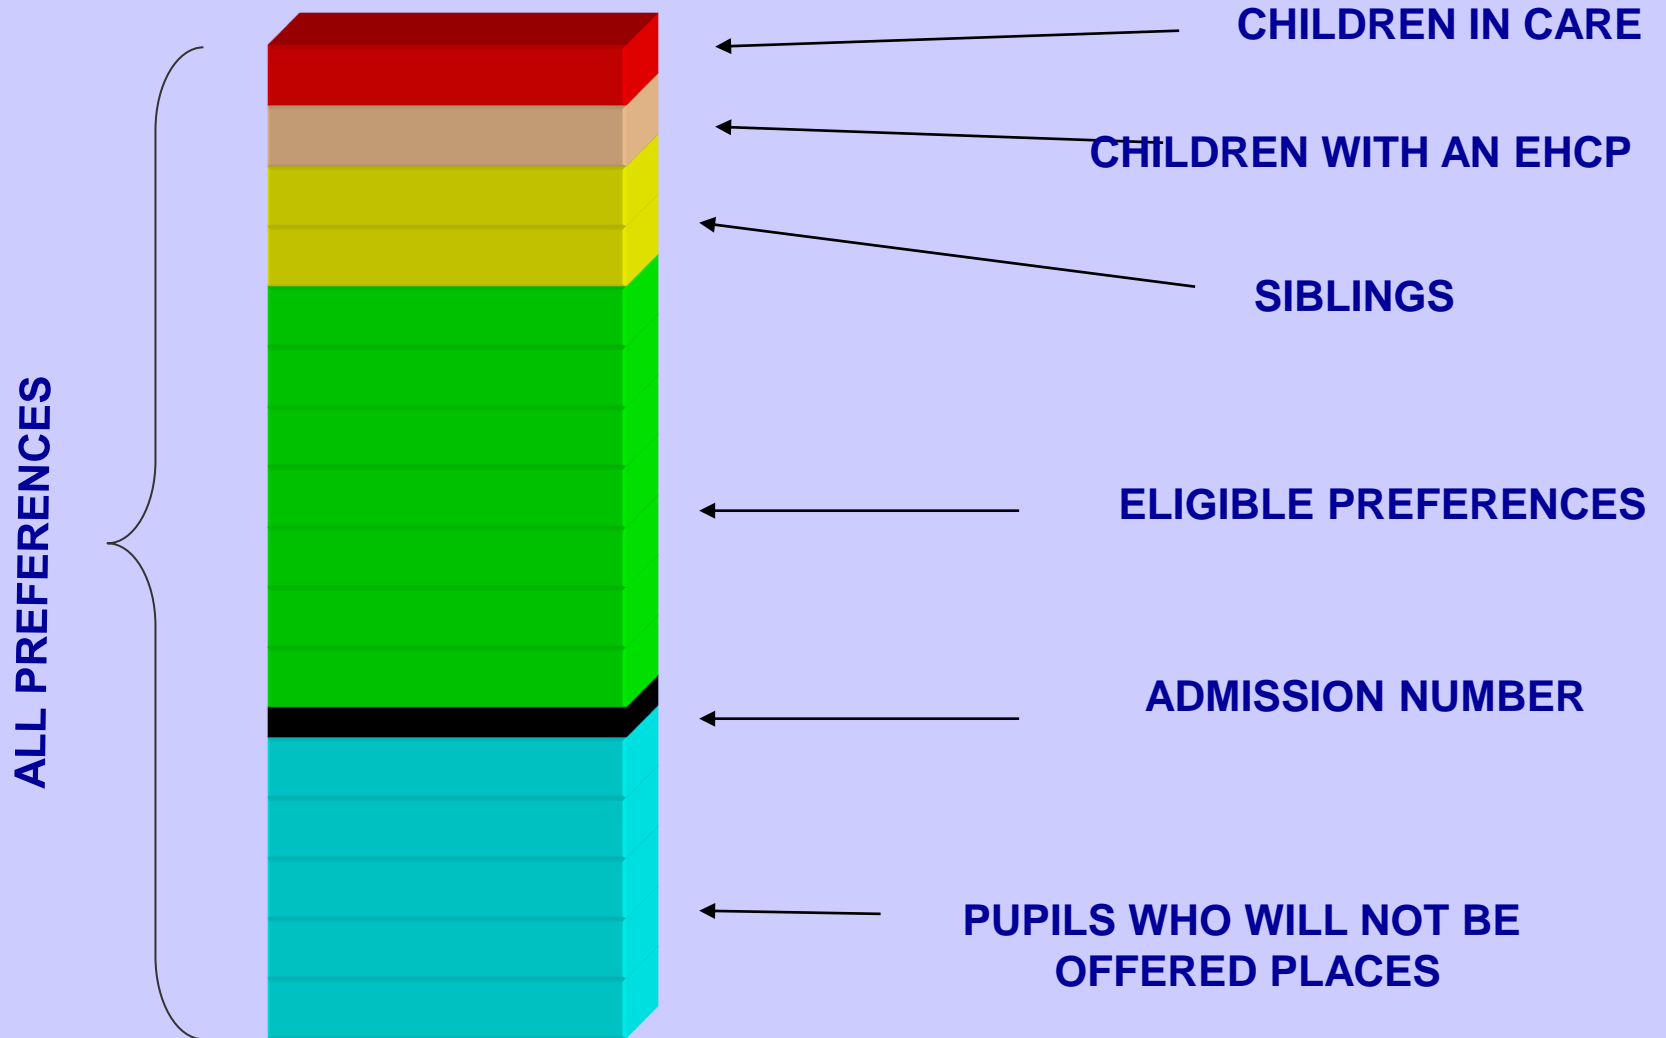 CHILDREN IN CARE
CHILDREN WITH AN EHCP
SIBLINGS
ALL PREFERENCES
ELIGIBLE PREFERENCES
ADMISSION NUMBER
PUPILS WHO WILL NOT BE
OFFERED PLACES